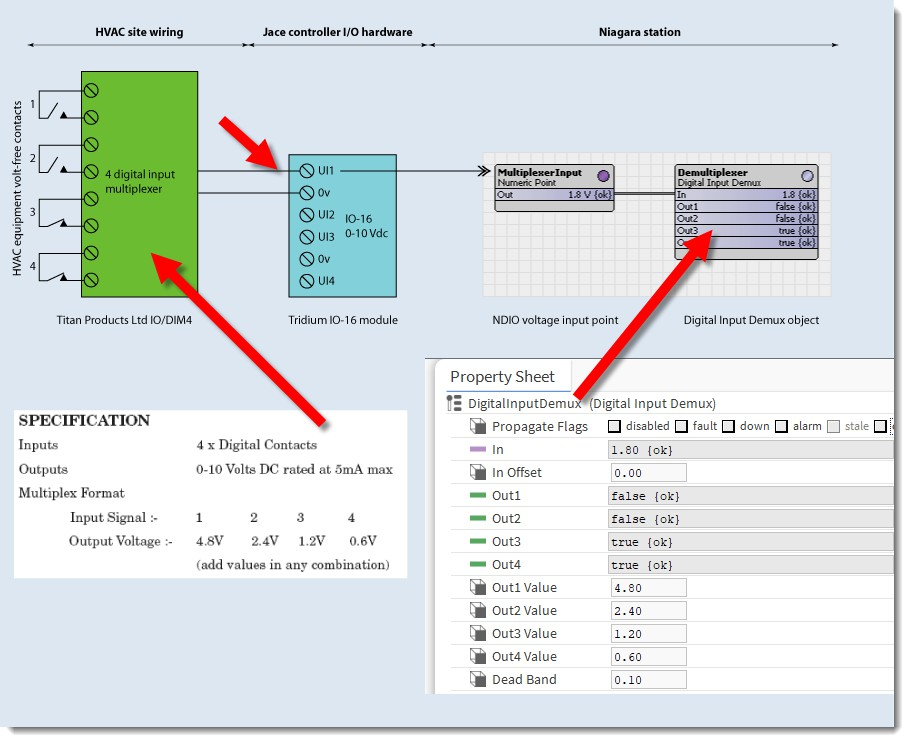 HVAC site wiring
Jace controller I/O hardware
Niagara station
HVAC equipment volt-free contacts
1
2
3
4
4 digital input
multiplexer
UI1
0v
UI2
UI3
0v
UI4
IO-16
0-10 Vdc
MultiplexerInput
Numeric Point
Out 1.8 V {ok}
Demultiplexer
Digital Input Demux
In 1.8 {ok}
Out1 false {ok}
Out2 false {ok}
Out3 true {ok}
true {ok}
Titan Products Ltd IO/DIM4
Tridium IO-16 module
NDIO voltage input point
Digital Input Demux object
SPECIFICATION
Inputs 4 x Digital Contacts
Outputs 0-10 Volts DC rated at 5mA max
Multiplex Format
Input Signal :- 1 2 3 4
Output Voltage :- 4.8V 2.4V 1.2V 0.6V
(add values in any combination)
Property Sheet
DigitalInputDemux (Digital Input Demux)
Propagate Flags disabled fault down alarm stale
In 1.80 {ok}
In Offset 0.00
Out1 false {ok}
Out2 false {ok}
Out3 true {ok}
Out4 true {ok}
Out1 Value 4.80
Out2 Value 2.40
Out3 Value 1.20
Out4 Value 0.60
Dead Band 0.10